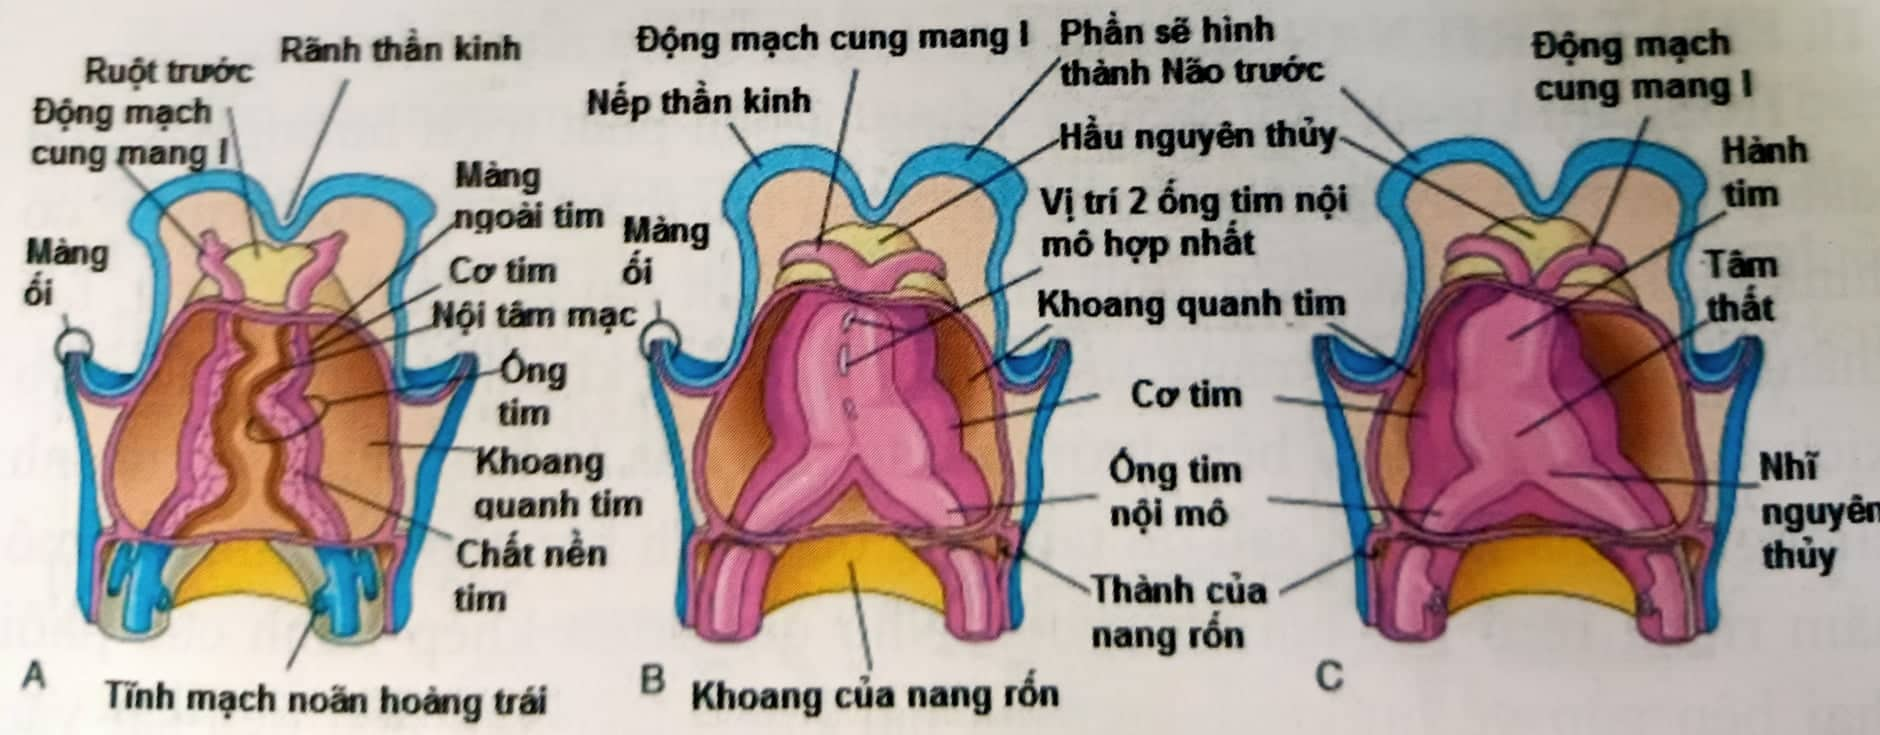 Ruột trước
Rãnh thần kinh
Động mạch
cung mang I
Màng
ối
Màng
ngoài tim
Cơ tim
Nội tâm mạc
Ống
tim
Khoang
quanh tim
Chất nền
tim
A
Tĩnh mạch noãn hoàng trái
Động mạch cung mang I
Nếp thần kinh
Màng
ối
Phần sẽ hình
thành Não trước
Hầu nguyên thủy
Vị trí 2 ống tim nội
mô hợp nhất
Khoang quanh tim
Cơ tim
Óng tim
nội mô
Thành của
nang rốn
B
Khoang của nang rốn
Động mạch
cung mang I
Hành
tim
Tâm
thất
Nhĩ
nguyên
thủy
C